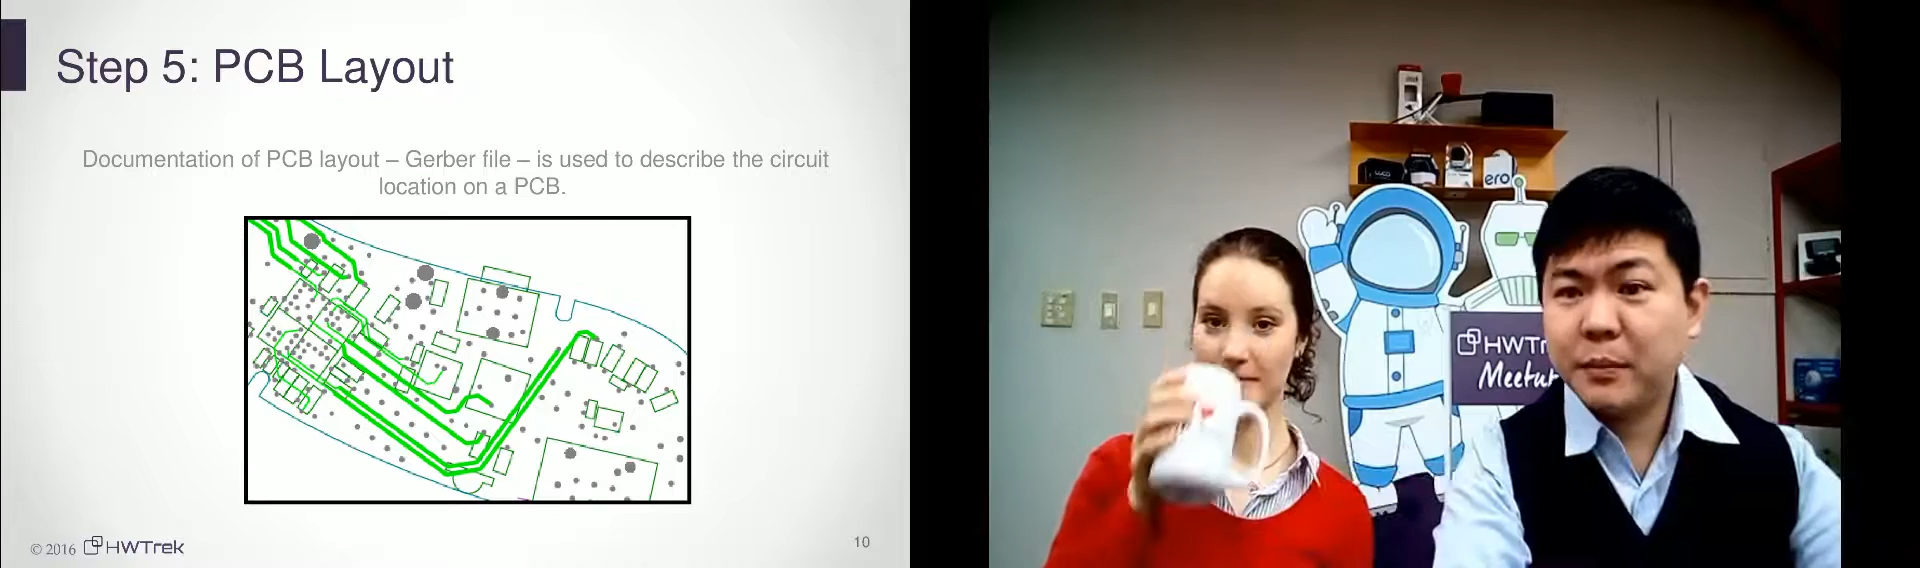 Step 5: PCB Layout
Documentation of PCB layout – Gerber file – is used to describe the circuit
location on a PCB.
© 2016 HWTrek
10
ero
HWTr
Meetu